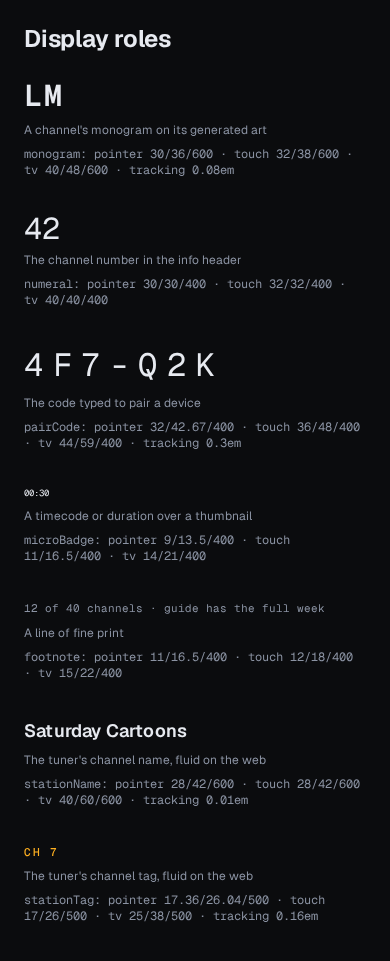 Display roles
LM
A channel's monogram on its generated art
monogram: pointer 30/36/600 · touch 32/38/600 ·
tv 40/48/600 · tracking 0.08em
42
The channel number in the info header
numeral: pointer 30/30/400 · touch 32/32/400 ·
tv 40/40/400
4F7-Q2K
The code typed to pair a device
pairCode: pointer 32/42.67/400 · touch 36/48/400
· tv 44/59/400 · tracking 0.3em
00:30
A timecode or duration over a thumbnail
microBadge: pointer 9/13.5/400 · touch
11/16.5/400 · tv 14/21/400
12 of 40 channels · guide has the full week
A line of fine print
footnote: pointer 11/16.5/400 · touch 12/18/400
· tv 15/22/400
Saturday Cartoons
The tuner's channel name, fluid on the web
stationName: pointer 28/42/600 · touch 28/42/600
· tv 40/60/600 · tracking 0.01em
CH 7
The tuner's channel tag, fluid on the web
stationTag: pointer 17.36/26.04/500 · touch
17/26/500 · tv 25/38/500 · tracking 0.16em